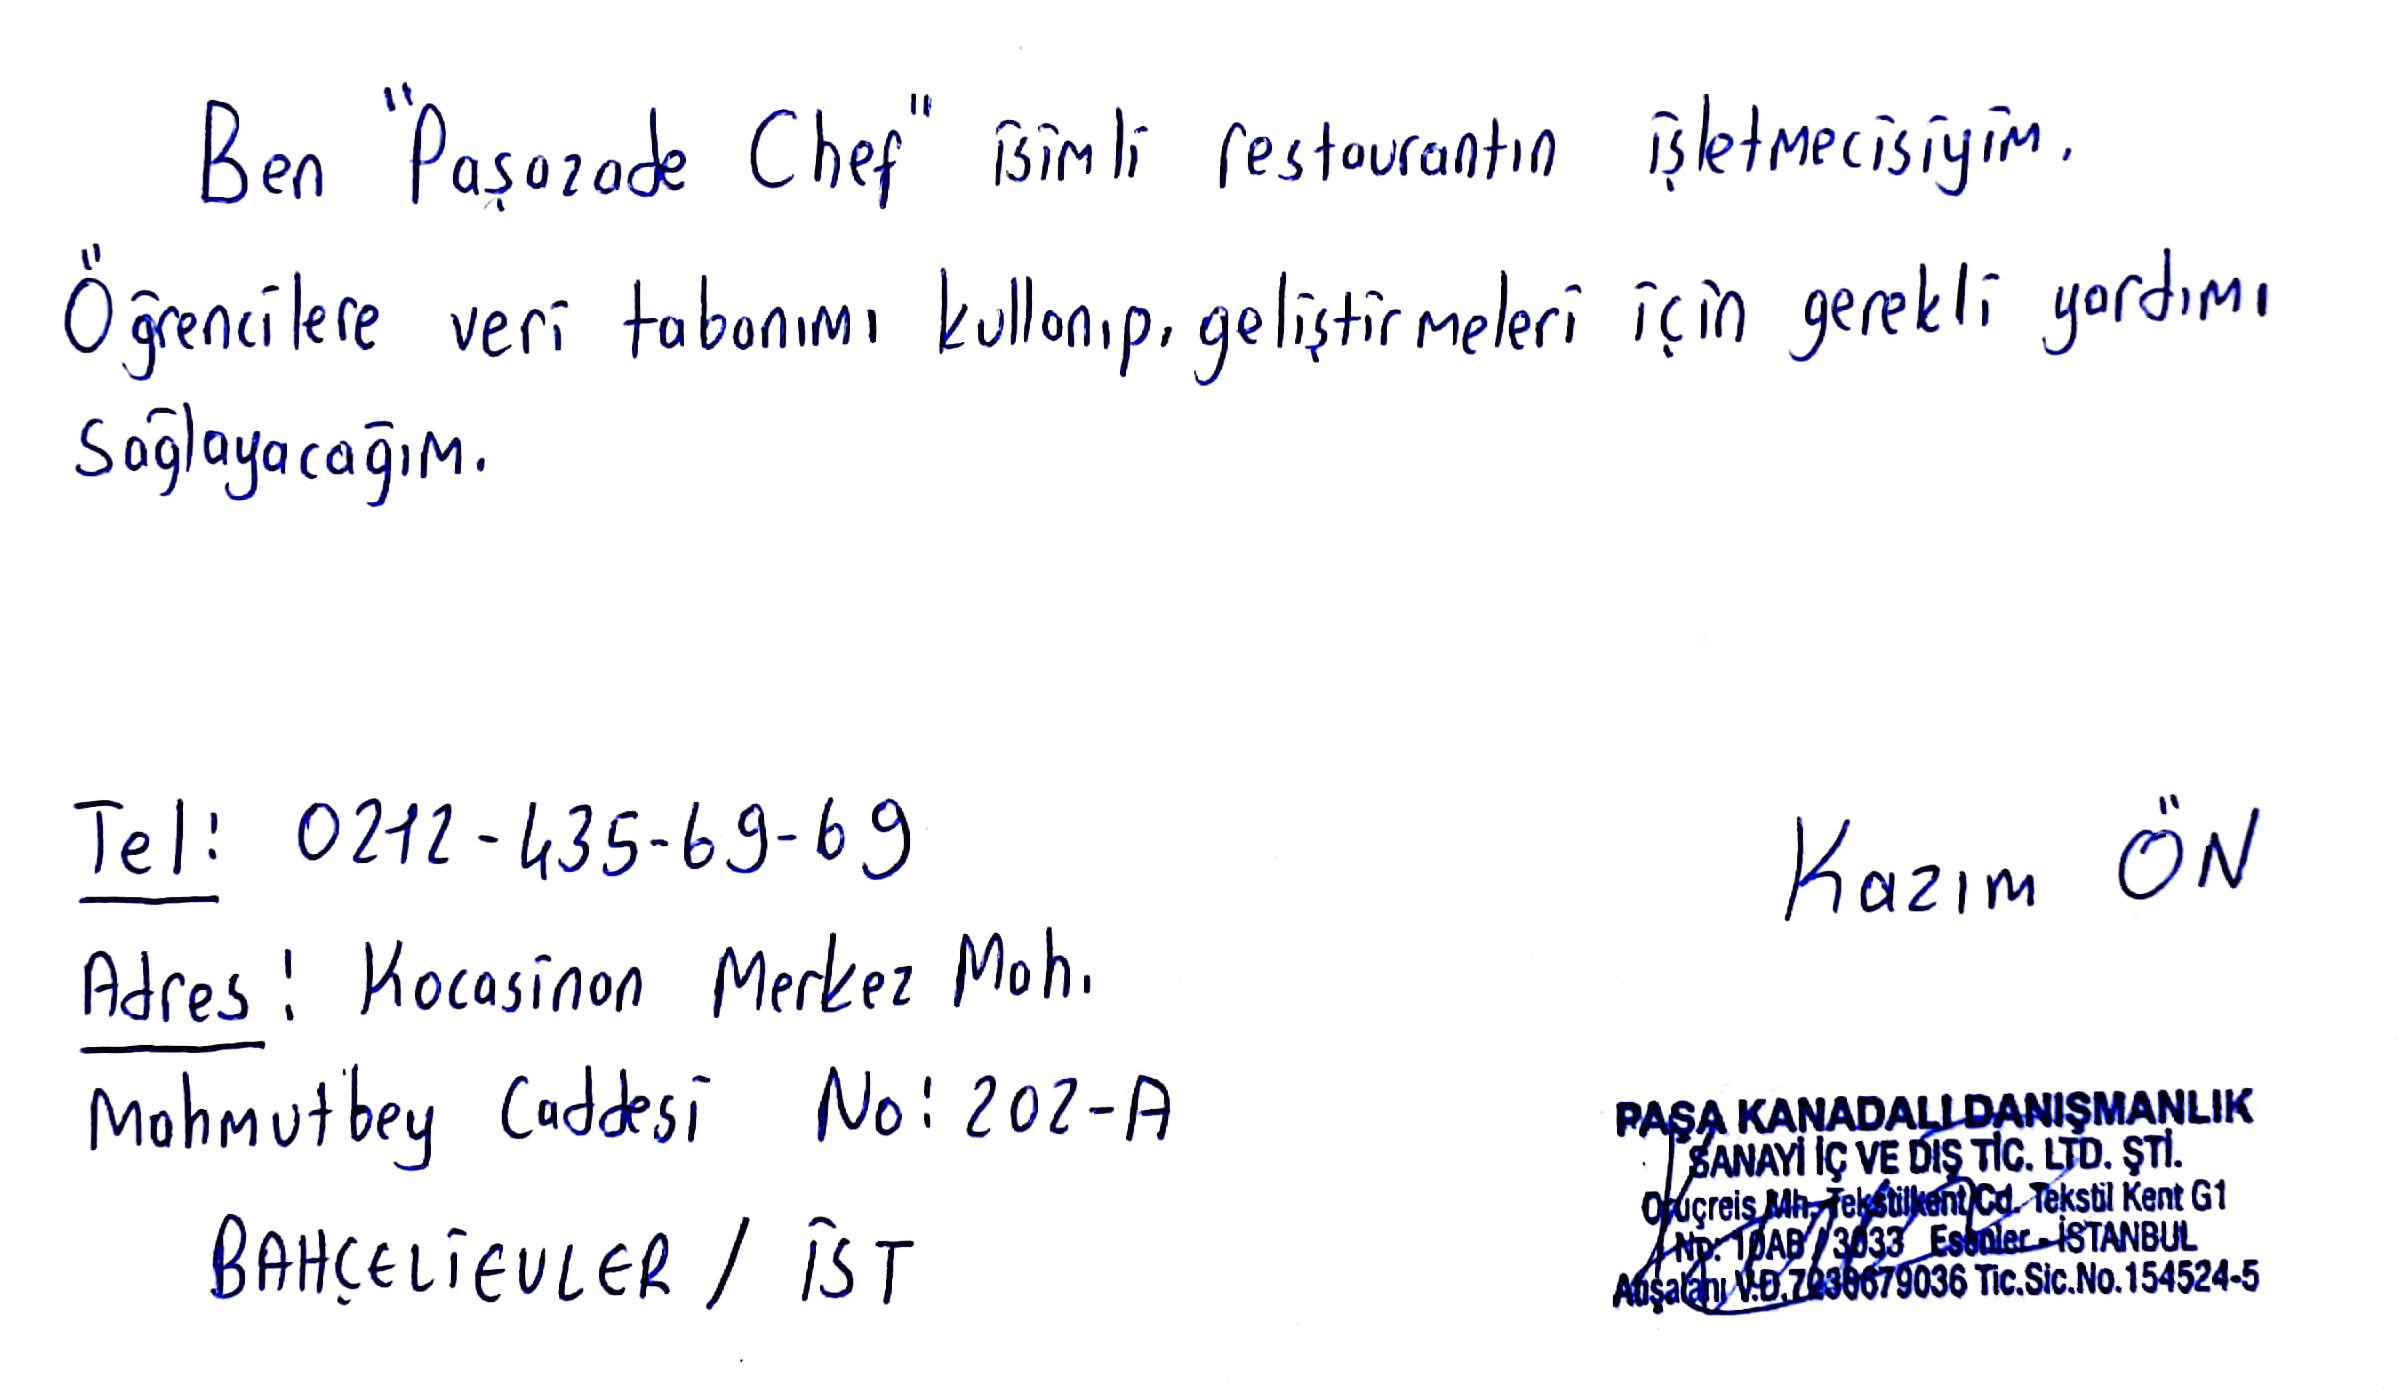 Ben "Paşazade Chef" isimli restaurantın işletmecisiyim.
Öğrencilere veri tabanımı kullanıp, geliştirmeleri için gerekli yardımı
sağlayacağım.
Tel: 0212-435-69-69
Kazım ÖN
Adres: Kocasinan Merkez Mah.
Mahmutbey Caddesi No: 202-A
BAHÇELİEVLER / İST
PAŞA KANADALI DANIŞMANLIK
SANAYİ İÇ VE DIŞ TİC. LTD. ŞTİ.
Oruçreis Mh. Tekstilkent Cd. Tekstil Kent G1
No: 10AB / 3033 Esenler - İSTANBUL
Atışalanı V.D. Tic.Sic.No.154524-5